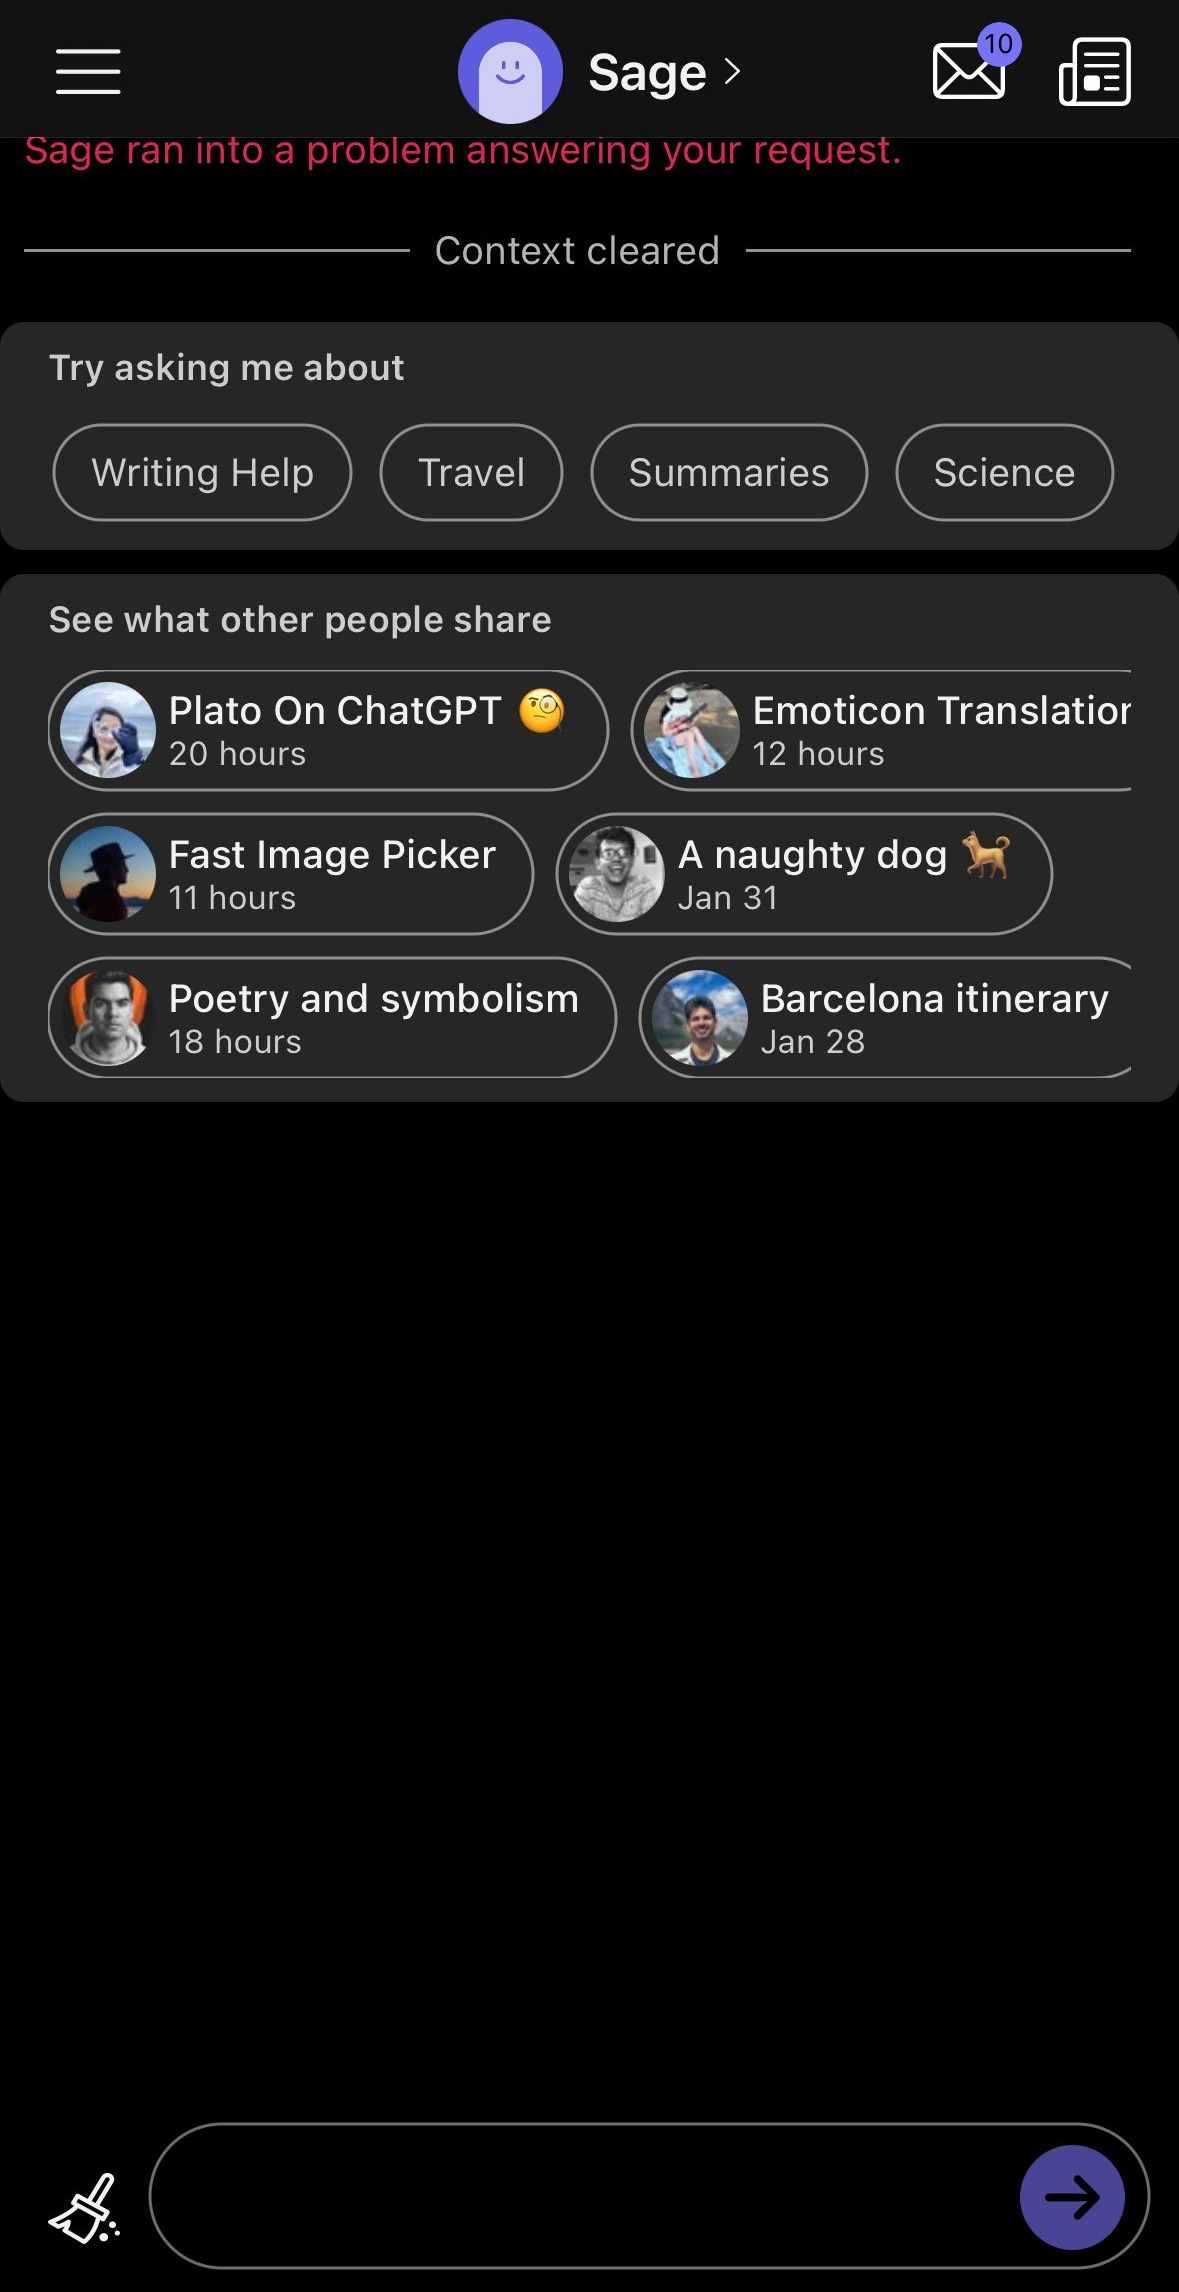 Sage
10
Sage ran into a problem answering your request.
Context cleared
Try asking me about
Writing Help
Travel
Summaries
Science
See what other people share
Plato On ChatGPT 🧐
20 hours
Emoticon Translation
12 hours
Fast Image Picker
11 hours
A naughty dog 🐕
Jan 31
Poetry and symbolism
18 hours
Barcelona itinerary
Jan 28